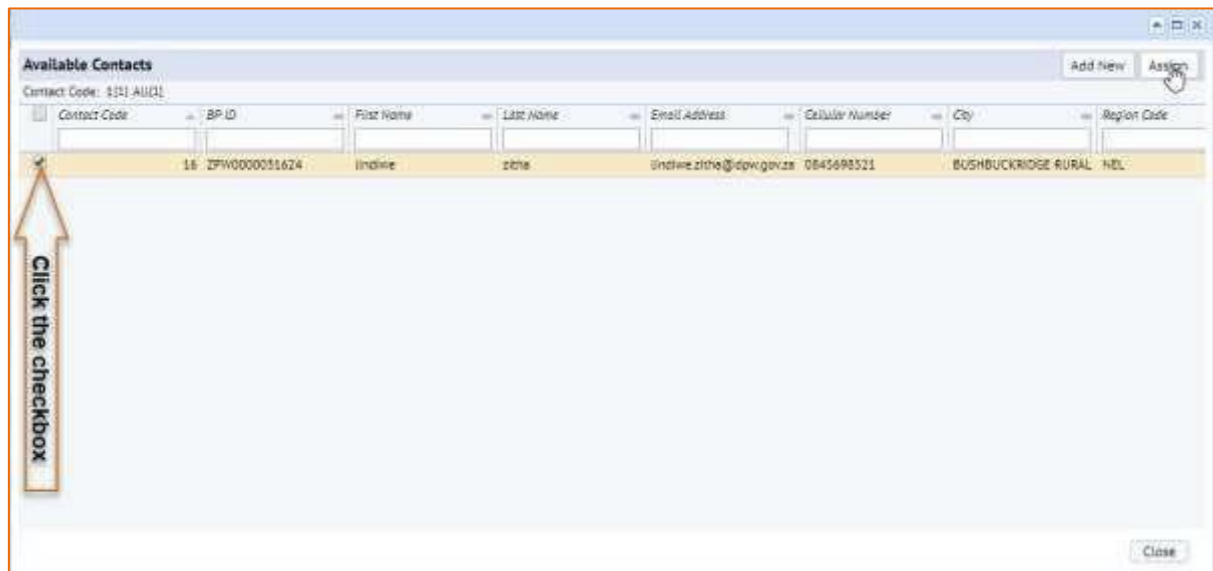 Available Contacts Add New Assign
Contact Code: 1[1] All[1]
Contact Code BP ID First Name Last Name Email Address Cellular Number City Region Code
16 ZPW0000051624 lindiwe zitha lindiwe.zitha@dpw.gov.za 0845698521 BUSHBUCKRIDGE RURAL NEL
Click the checkbox
Close